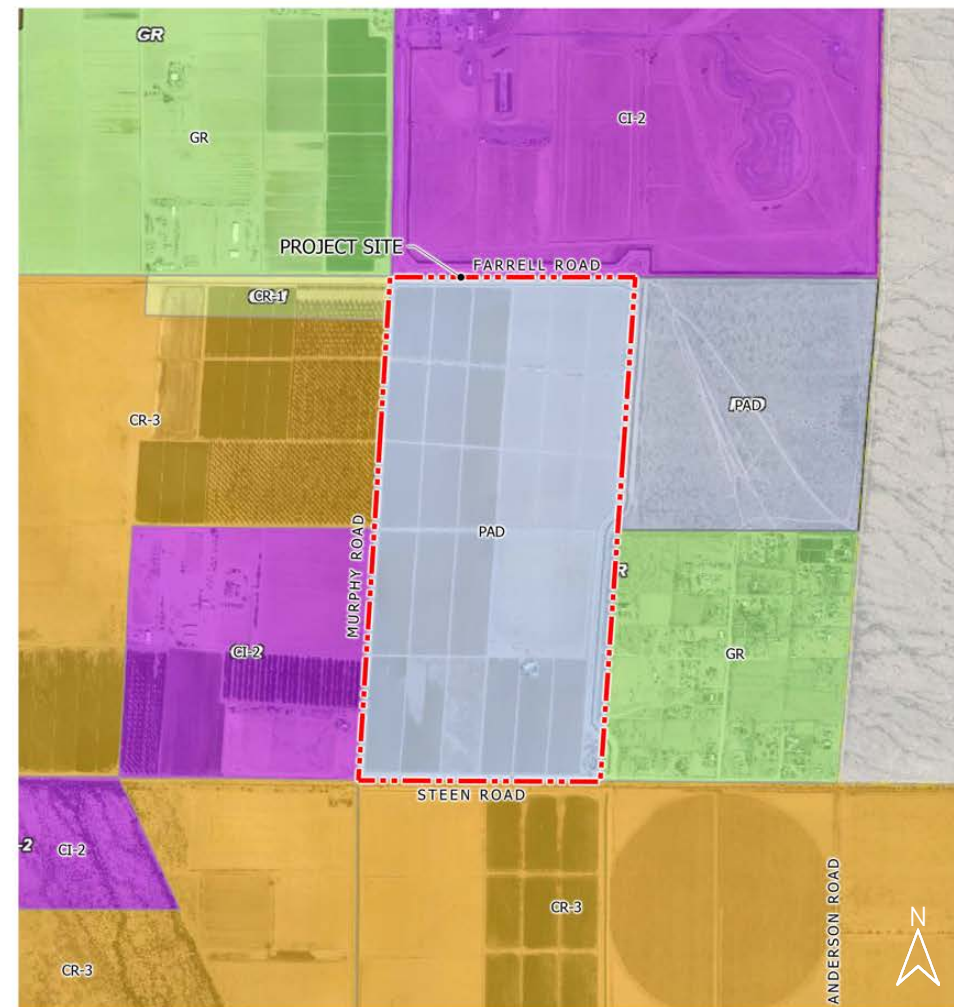 GR
GR
CI-2
PROJECT SITE
FARRELL ROAD
CR-1
CR-3
PAD
PAD
MURPHY ROAD
R
CI-2
GR
STEEN ROAD
-2
CI-2
CR-3
CR-3
ANDERSON ROAD
N